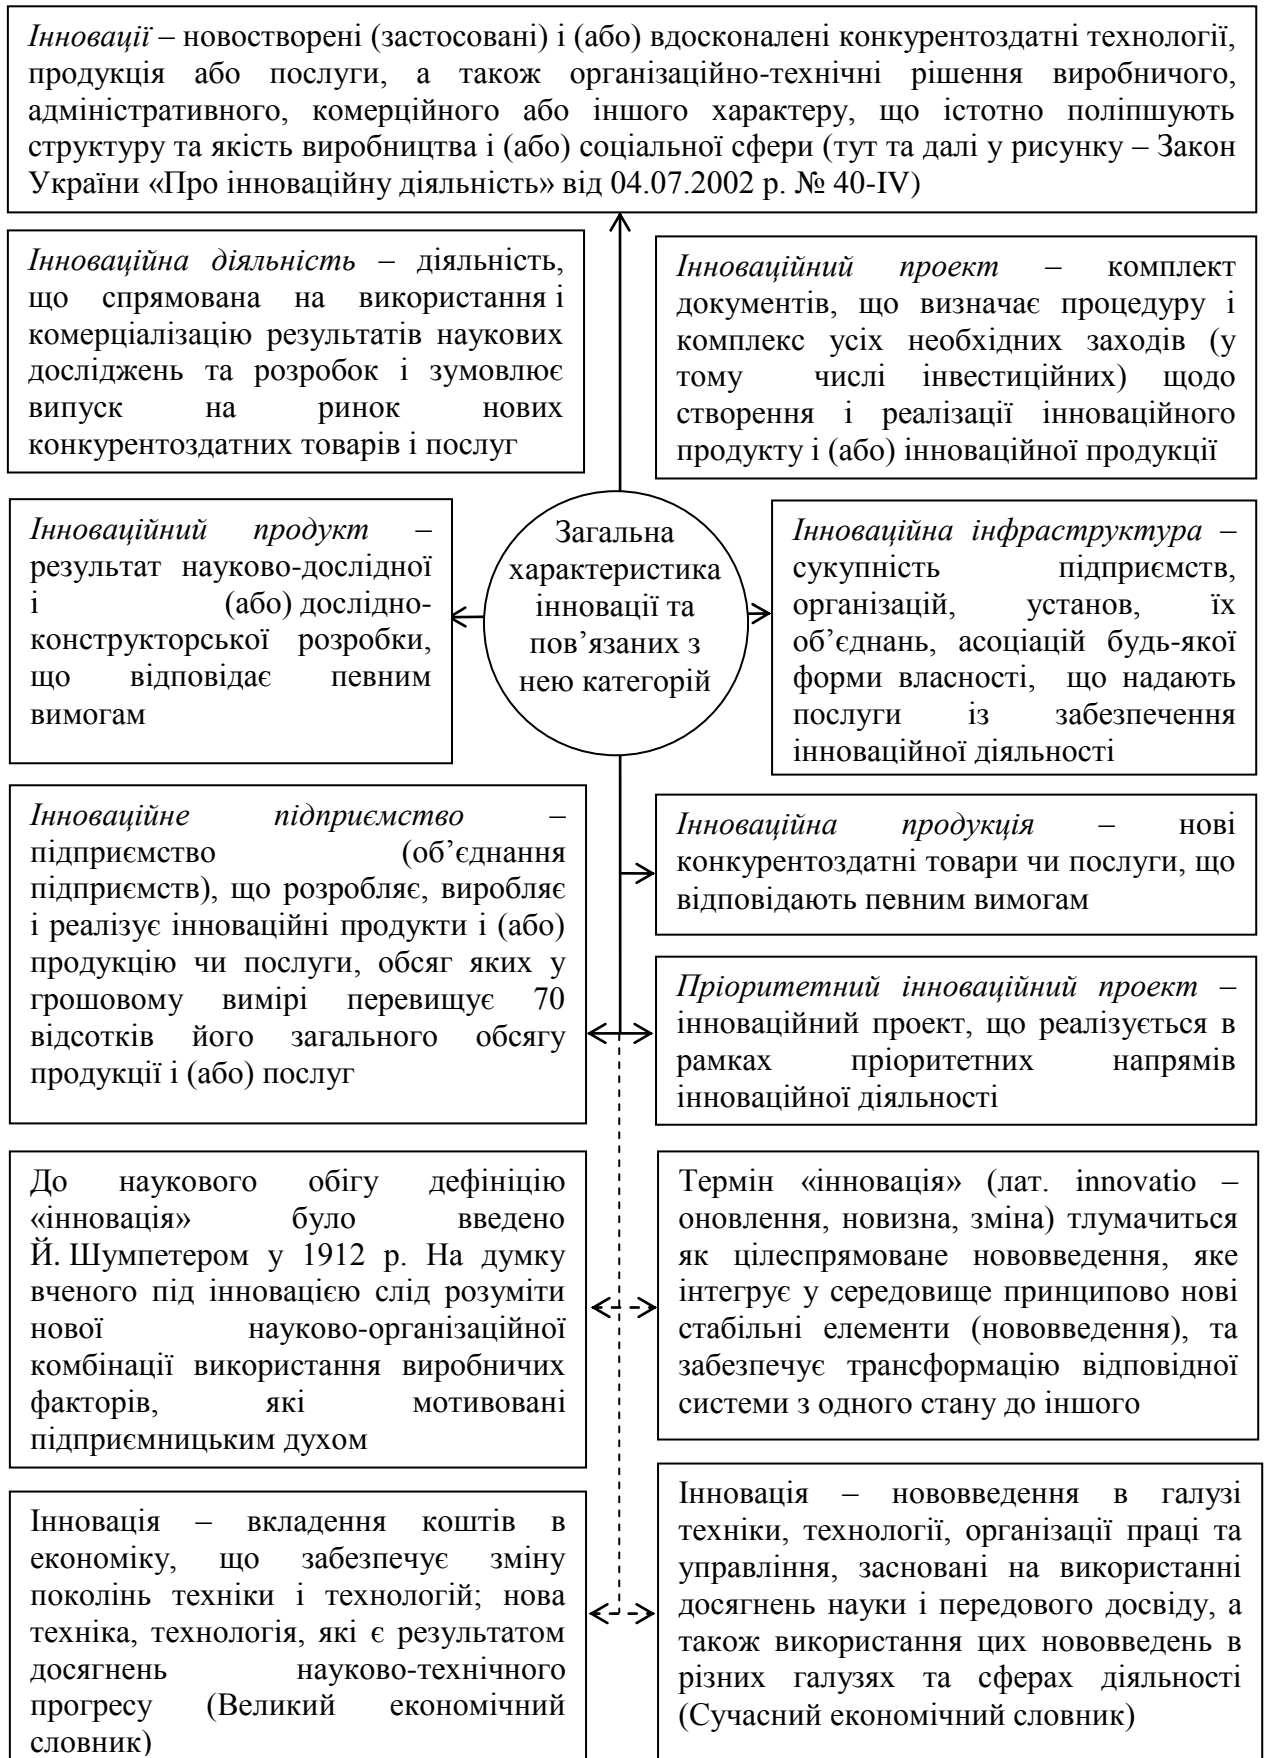 Інновації – новостворені (застосовані) і (або) вдосконалені конкурентоздатні технології,
продукція або послуги, а також організаційно-технічні рішення виробничого,
адміністративного, комерційного або іншого характеру, що істотно поліпшують
структуру та якість виробництва і (або) соціальної сфери (тут та далі у рисунку – Закон
України «Про інноваційну діяльність» від 04.07.2002 р. № 40-IV)
Інноваційна діяльність – діяльність,
що спрямована на використання і
комерціалізацію результатів наукових
досліджень та розробок і зумовлює
випуск на ринок нових
конкурентоздатних товарів і послуг
Інноваційний проект – комплект
документів, що визначає процедуру і
комплекс усіх необхідних заходів (у
тому числі інвестиційних) щодо
створення і реалізації інноваційного
продукту і (або) інноваційної продукції
Інноваційний продукт –
результат науково-дослідної
і (або) дослідно-
конструкторської розробки,
що відповідає певним
вимогам
Загальна
характеристика
інновації та
пов’язаних з
нею категорій
Інноваційна інфраструктура –
сукупність підприємств,
організацій, установ, їх
об’єднань, асоціацій будь-якої
форми власності, що надають
послуги із забезпечення
інноваційної діяльності
Інноваційне підприємство –
підприємство (об’єднання
підприємств), що розробляє, виробляє
і реалізує інноваційні продукти і (або)
продукцію чи послуги, обсяг яких у
грошовому вимірі перевищує 70
відсотків його загального обсягу
продукції і (або) послуг
Інноваційна продукція – нові
конкурентоздатні товари чи послуги, що
відповідають певним вимогам
Пріоритетний інноваційний проект –
інноваційний проект, що реалізується в
рамках пріоритетних напрямів
інноваційної діяльності
До наукового обігу дефініцію
«інновація» було введено
Й. Шумпетером у 1912 р. На думку
вченого під інновацією слід розуміти
нової науково-організаційної
комбінації використання виробничих
факторів, які мотивовані
підприємницьким духом
Термін «інновація» (лат. innovatio –
оновлення, новизна, зміна) тлумачиться
як цілеспрямоване нововведення, яке
інтегрує у середовище принципово нові
стабільні елементи (нововведення), та
забезпечує трансформацію відповідної
системи з одного стану до іншого
Інновація – вкладення коштів в
економіку, що забезпечує зміну
поколінь техніки і технологій; нова
техніка, технологія, які є результатом
досягнень науково-технічного
прогресу (Великий економічний
словник)
Інновація – нововведення в галузі
техніки, технології, організації праці та
управління, засновані на використанні
досягнень науки і передового досвіду, а
також використання цих нововведень в
різних галузях та сферах діяльності
(Сучасний економічний словник)